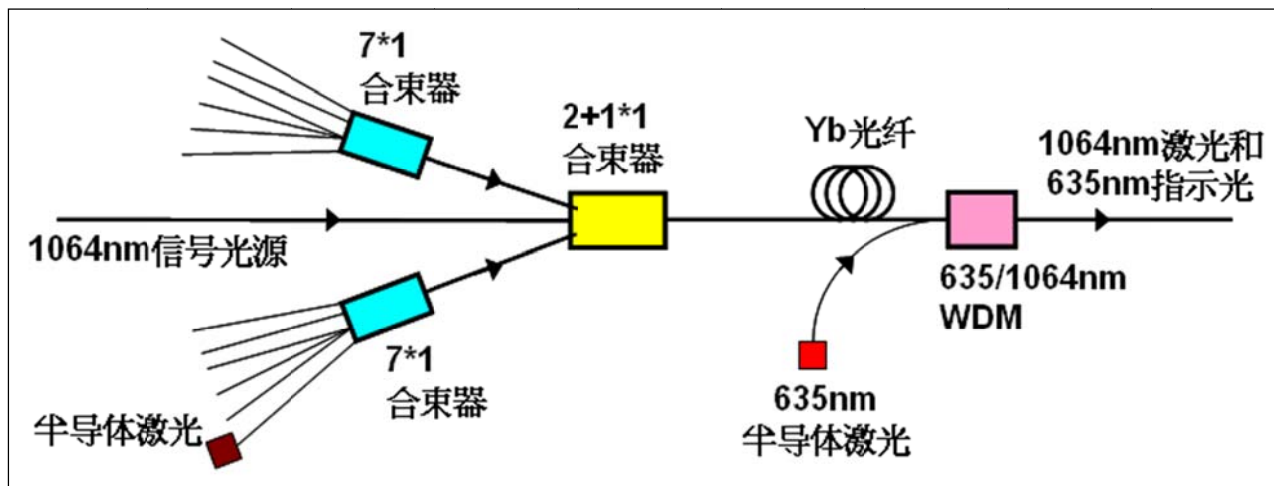 7*1
合束器
2+1*1
合束器
Yb光纤
1064nm激光和
635nm指示光
1064nm信号光源
635/1064nm
WDM
7*1
合束器
半导体激光
635nm
半导体激光